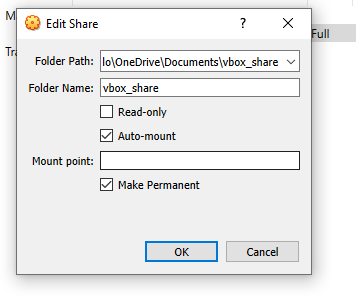 Edit Share
M
Full
Tra
Folder Path: lo\OneDrive\Documents\vbox_share
Folder Name: vbox_share
Read-only
Auto-mount
Mount point:
Make Permanent
OK Cancel